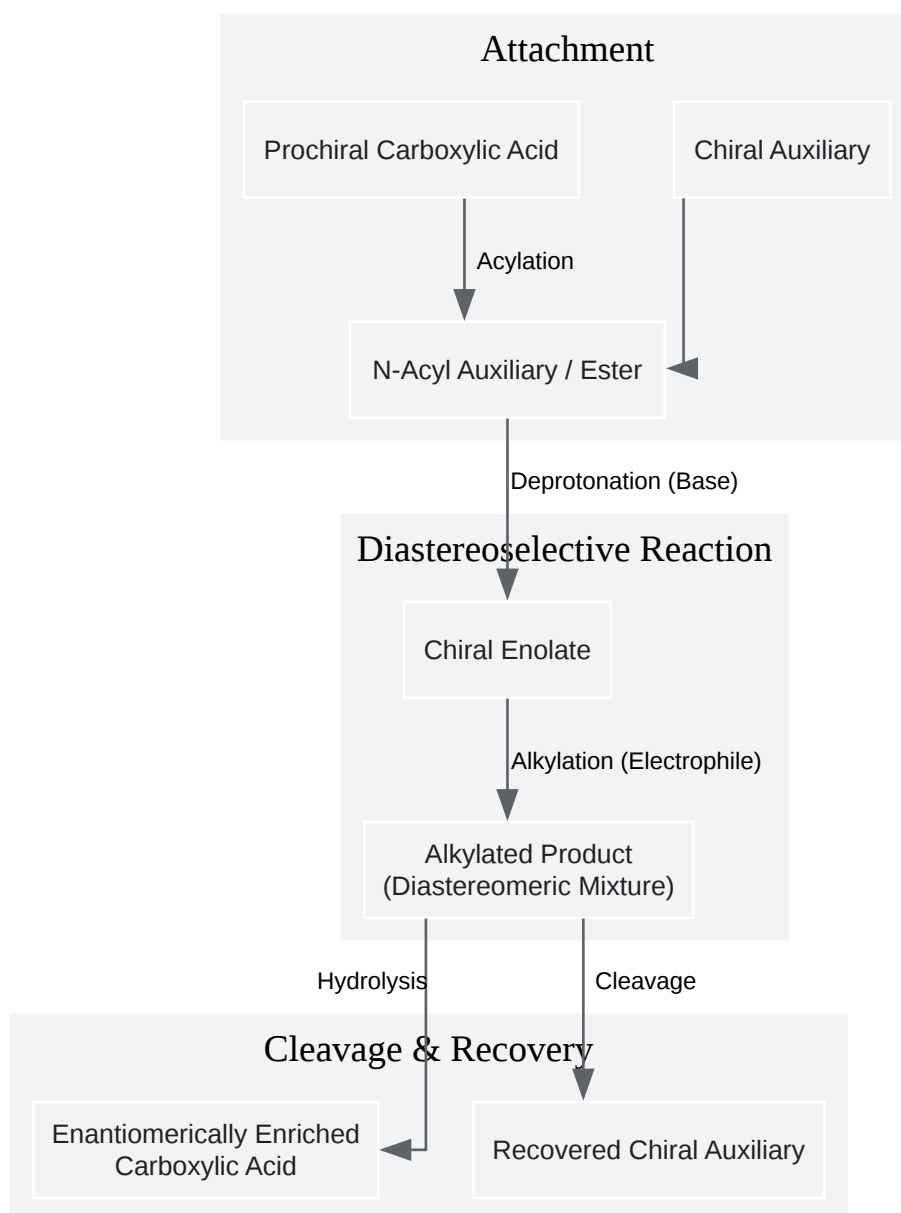 Attachment
Prochiral Carboxylic Acid
Chiral Auxiliary
Acylation
N-Acyl Auxiliary / Ester
Deprotonation (Base)
Diastereoselective Reaction
Chiral Enolate
Alkylation (Electrophile)
Alkylated Product
(Diastereomeric Mixture)
Hydrolysis
Cleavage
Cleavage & Recovery
Enantiomerically Enriched
Carboxylic Acid
Recovered Chiral Auxiliary